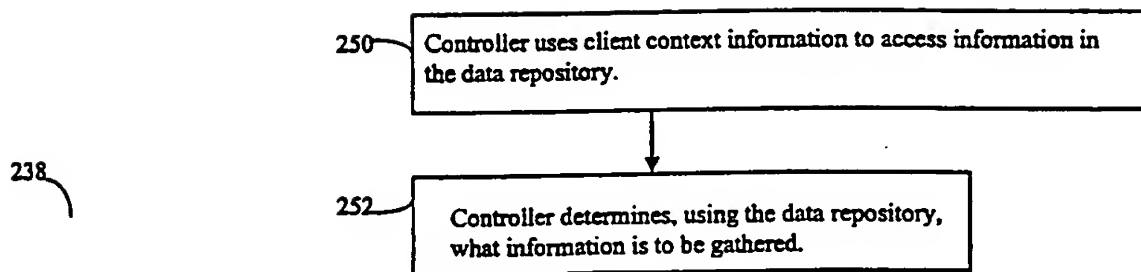 250
Controller uses client context information to access information in
the data repository.
238
252
Controller determines, using the data repository,
what information is to be gathered.